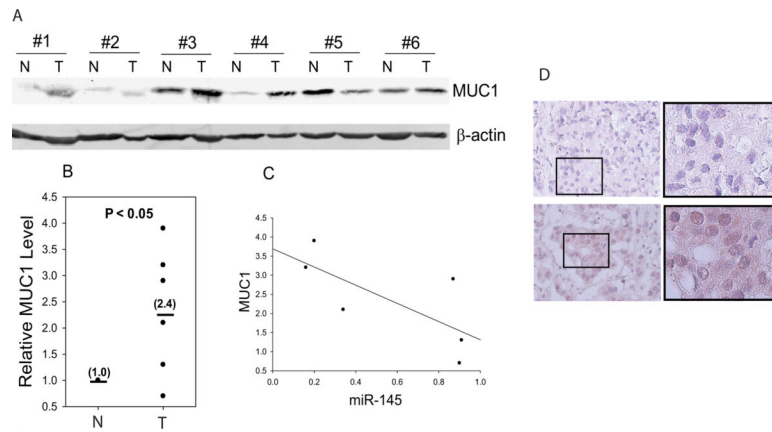 A
#1 #2 #3 #4 #5 #6
N T N T N T N T N T N T
MUC1
β-actin
B
Relative MUC1 Level
4.5
4.0
3.5
3.0
2.5
2.0
1.5
1.0
0.5
P < 0.05
(2.4)
(1.0)
N T
C
MUC1
4.5
4.0
3.5
3.0
2.5
2.0
1.5
1.0
0.5
0.0 0.2 0.4 0.6 0.8 1.0
miR-145
D